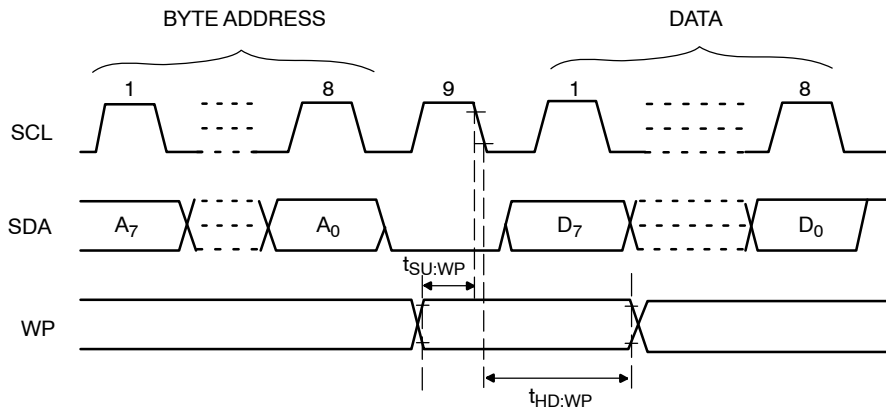 BYTE ADDRESS DATA
1 8 9 1 8
SCL
SDA A7 A0 D7 D0
tSU:WP
WP
tHD:WP